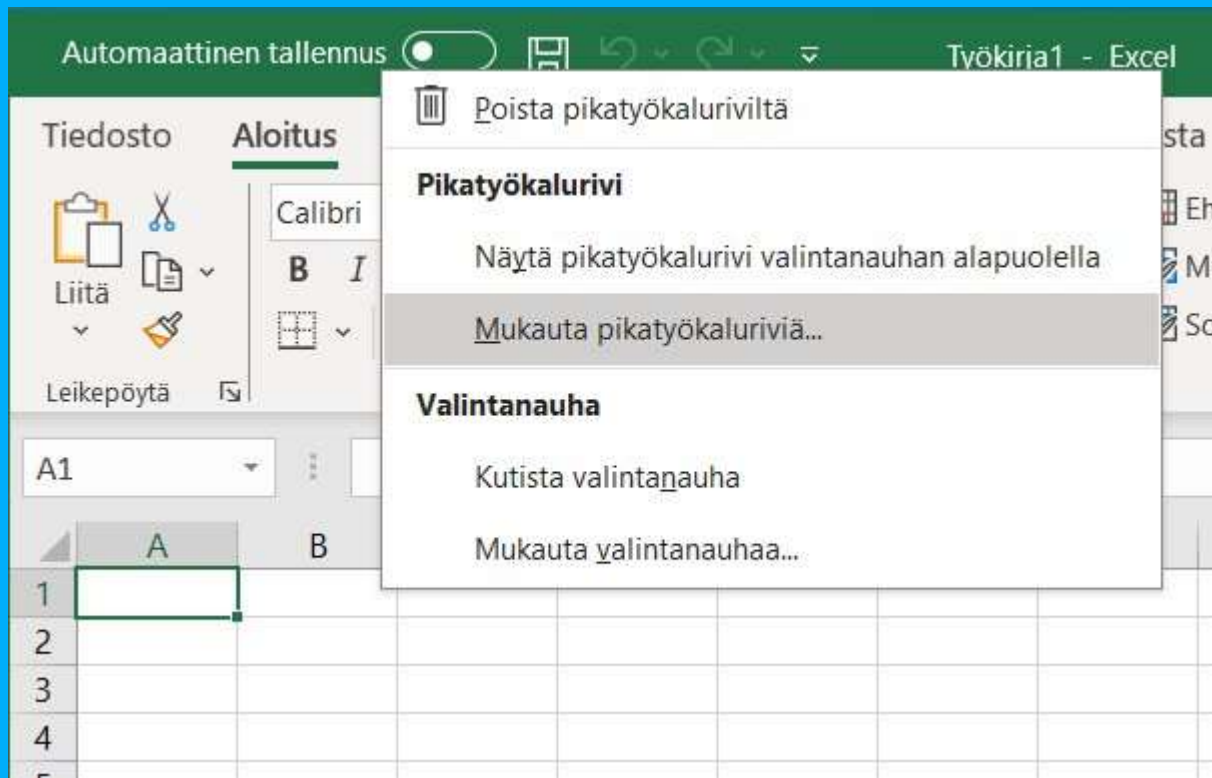 Automaattinen tallennus
Työkirja1 - Excel
Poista pikatyökaluriviltä
Tiedosto Aloitus
Pikatyökalurivi
Calibri
Näytä pikatyökalurivi valintanauhan alapuolella
B I
Liitä
Mukauta pikatyökaluriviä...
Leikepöytä
Valintanauha
A1
Kutista valintanauha
Mukauta valintanauhaa...
A B
1
2
3
4